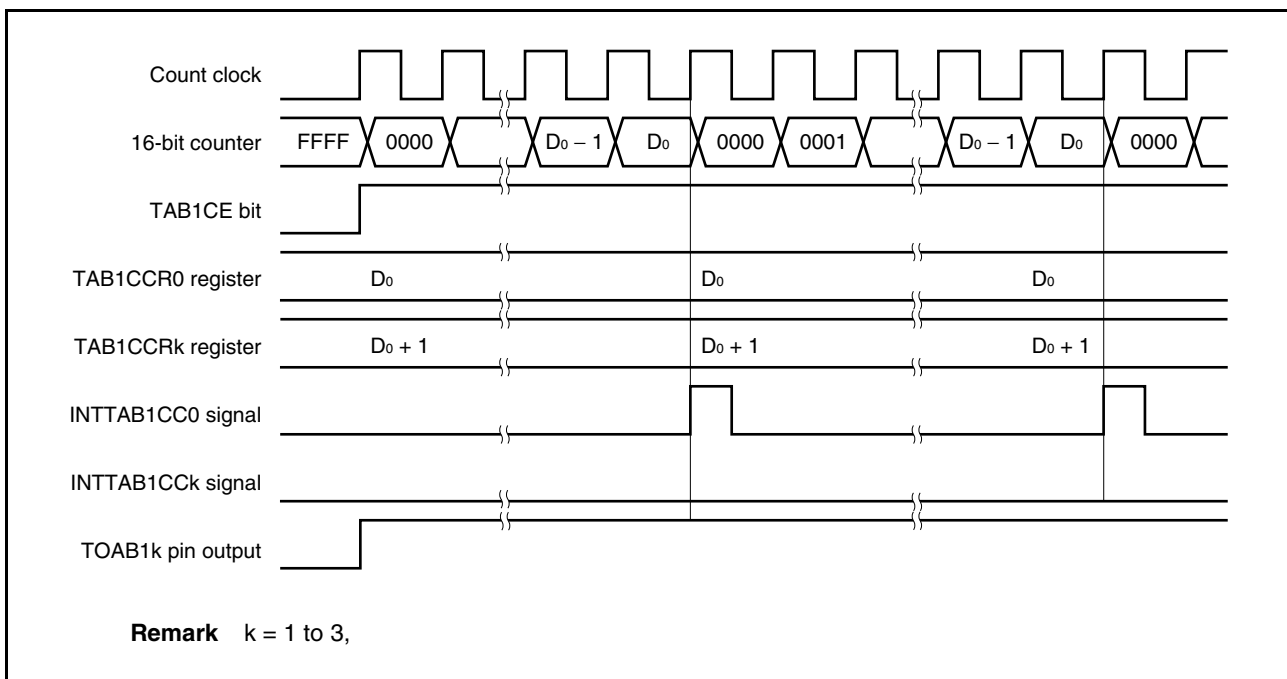 Count clock
16-bit counter FFFF 0000 D₀ − 1 D₀ 0000 0001 D₀ − 1 D₀ 0000
TAB1CE bit
TAB1CCR0 register D₀ D₀ D₀
TAB1CCRk register D₀ + 1 D₀ + 1 D₀ + 1
INTTAB1CC0 signal
INTTAB1CCk signal
TOAB1k pin output
Remark k = 1 to 3,